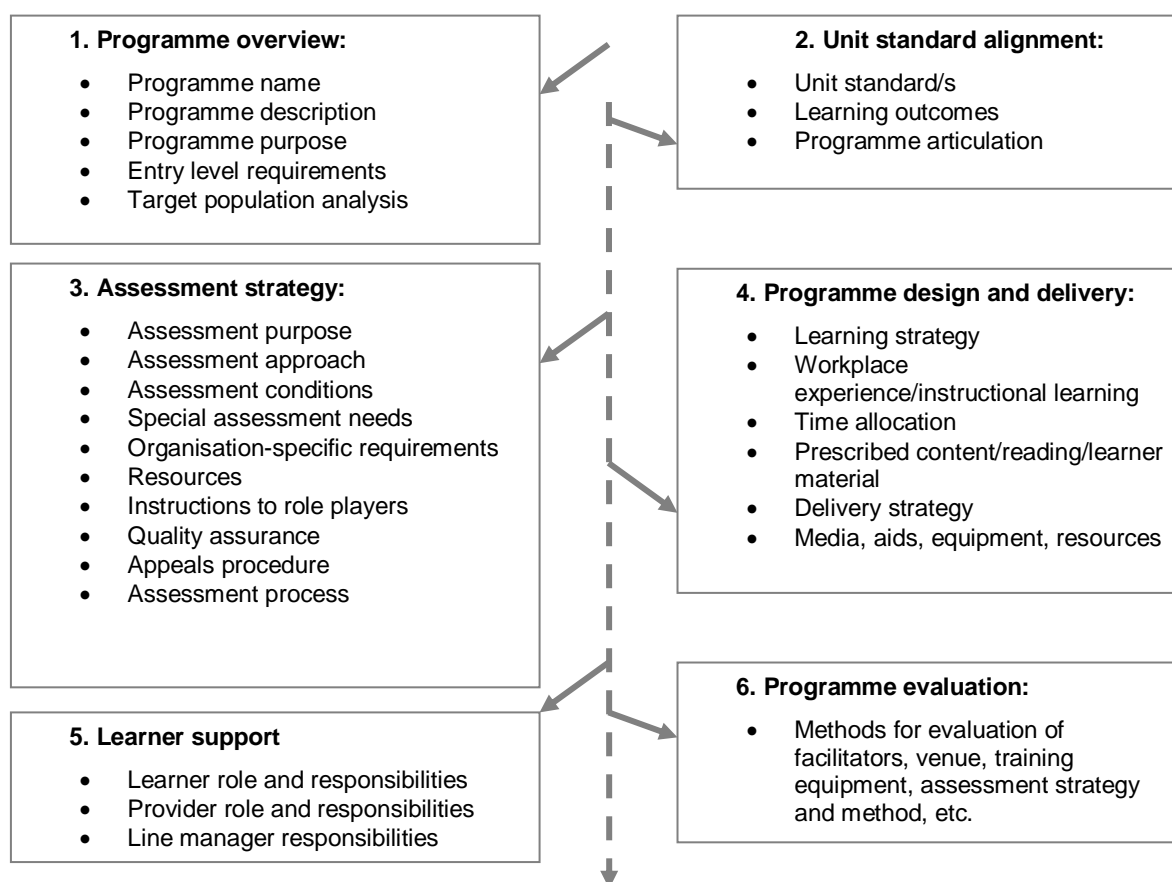 1. Programme overview:
• Programme name
• Programme description
• Programme purpose
• Entry level requirements
• Target population analysis
2. Unit standard alignment:
• Unit standard/s
• Learning outcomes
• Programme articulation
3. Assessment strategy:
• Assessment purpose
• Assessment approach
• Assessment conditions
• Special assessment needs
• Organisation-specific requirements
• Resources
• Instructions to role players
• Quality assurance
• Appeals procedure
• Assessment process
4. Programme design and delivery:
• Learning strategy
• Workplace
experience/instructional learning
• Time allocation
• Prescribed content/reading/learner
material
• Delivery strategy
• Media, aids, equipment, resources
5. Learner support
• Learner role and responsibilities
• Provider role and responsibilities
• Line manager responsibilities
6. Programme evaluation:
• Methods for evaluation of
facilitators, venue, training
equipment, assessment strategy
and method, etc.